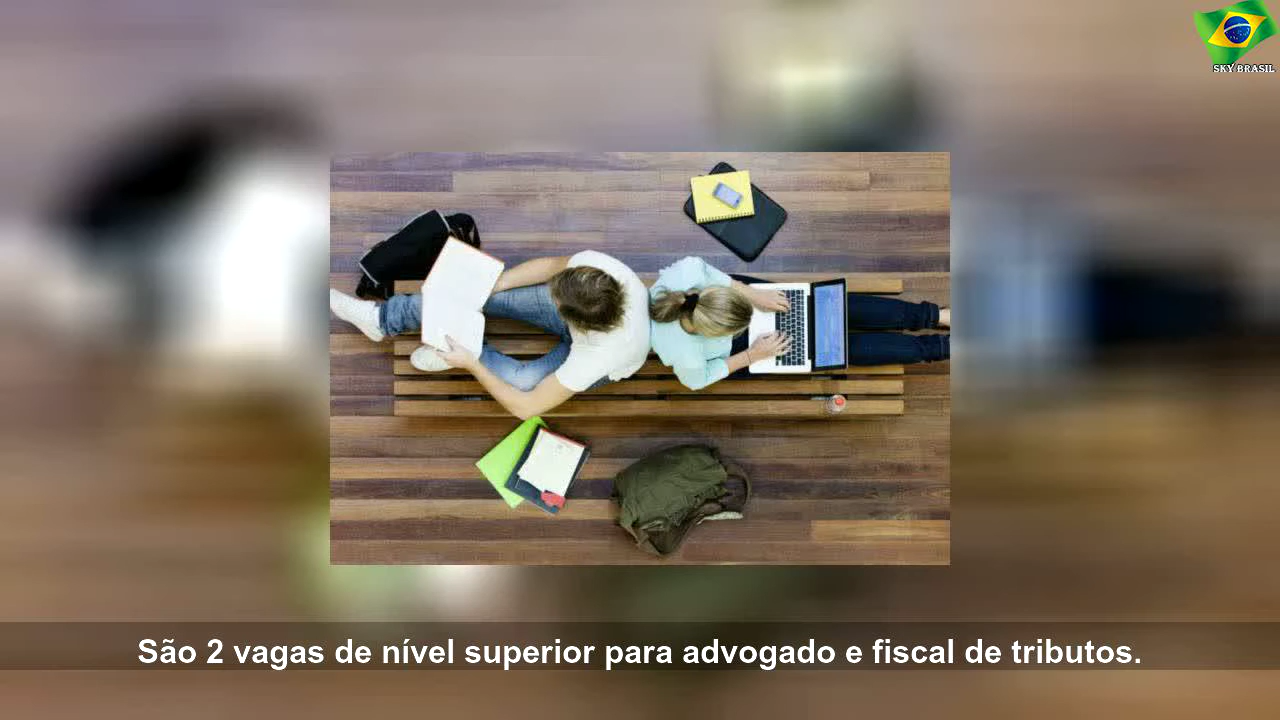 SKY BRASIL
São 2 vagas de nível superior para advogado e fiscal de tributos.